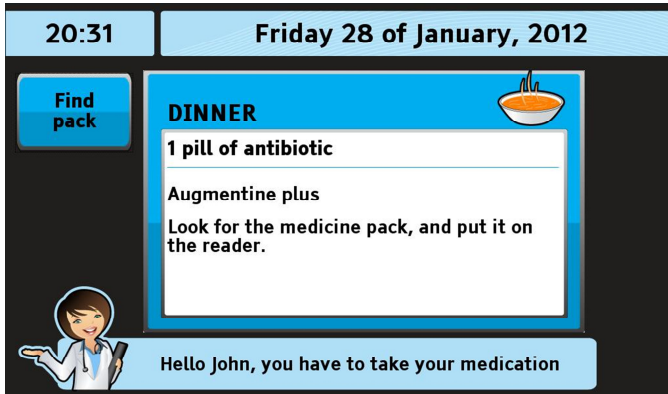 20:31
Friday 28 of January, 2012
Find
pack
DINNER
1 pill of antibiotic
Augmentine plus
Look for the medicine pack, and put it on
the reader.
Hello John, you have to take your medication